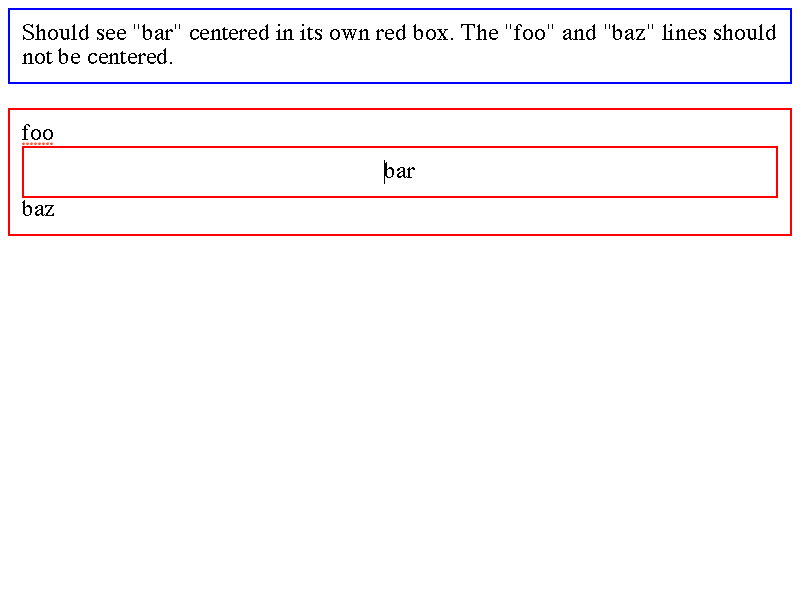 Should see "bar" centered in its own red box. The "foo" and "baz" lines should
not be centered.
foo
bar
baz